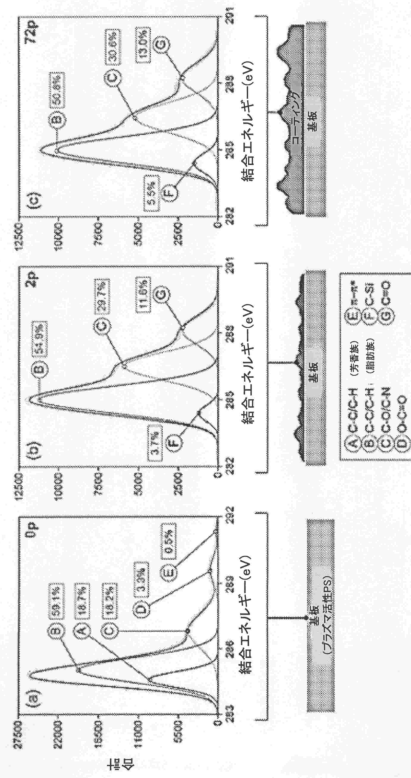 (a)
0p
合計
27500
22000
16500
11000
5500
0
283
286
289
292
結合エネルギー(eV)
B 59.1%
A 18.7%
C 18.2%
D 3.3%
E 0.5%
基板
(プラズマ活性PS)
(b)
2p
12500
10000
7500
5000
2500
0
282
285
288
291
結合エネルギー(eV)
B 54.9%
C 29.7%
G 11.6%
F 3.7%
基板
(c)
72p
12500
10000
7500
5000
2500
0
282
285
288
291
結合エネルギー(eV)
B 50.8%
C 30.6%
G 13.0%
F 5.5%
コーティング
基板
A C-C/C-H (芳香族)
B C-C/C-H (脂肪族)
C C-O/C-N
D O-C=O
E π-π*
F C-Si
G C=O